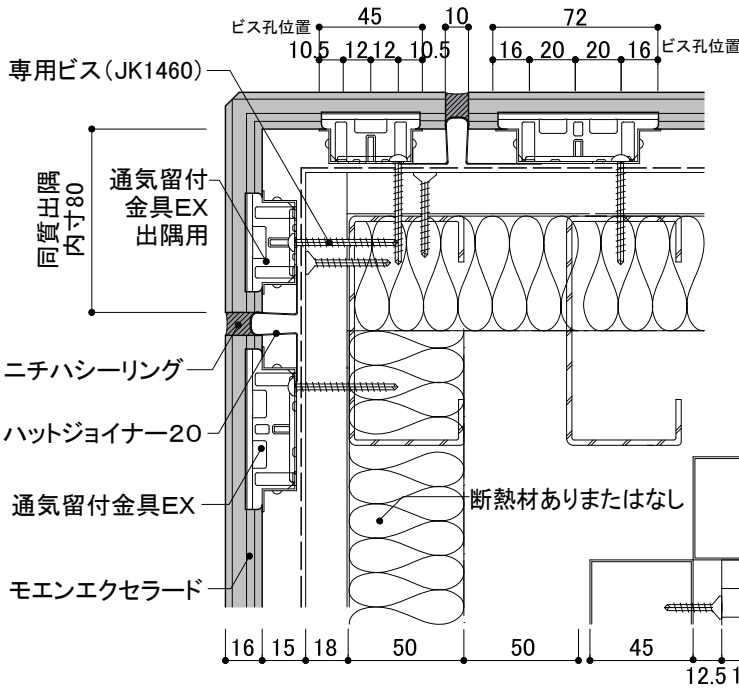 45
10
72
ビス孔位置
10.5
12
12
10.5
16
20
20
16
ビス孔位置
専用ビス(JK1460)
通気留付
金具EX
出隅用
同質出隅
内寸80
ニチハシーリング
ハットジョイナー20
通気留付金具EX
断熱材ありまたはなし
モエンエクセラード
16
15
18
50
50
45
12.5